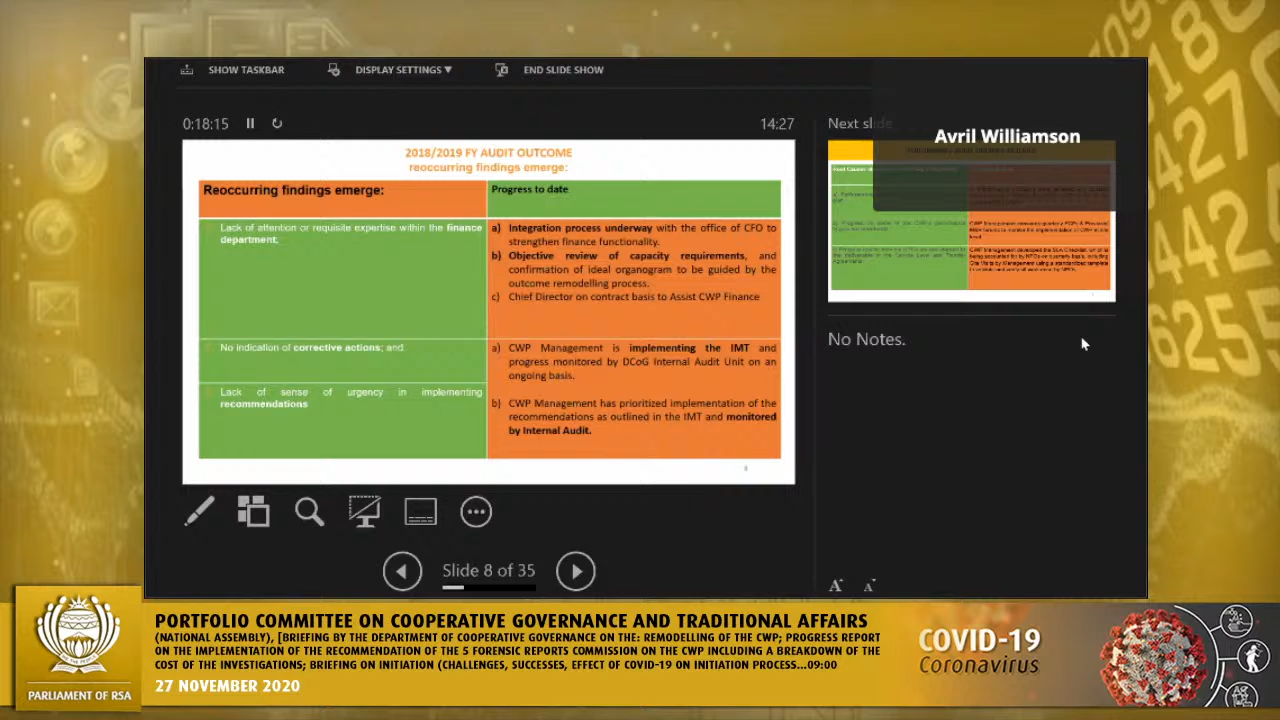 SHOW TASKBAR
DISPLAY SETTINGS ▼
END SLIDE SHOW
0:18:15
14:27
Next
Avril Williamson
2018/2019 FY AUDIT OUTCOME
reoccurring findings emerge:
Reoccurring findings emerge:
Progress to date
Lack of attention or requisite expertise within the finance
department;
a) Integration process underway with the office of CFO to
strengthen finance functionality.
b) Objective review of capacity requirements, and
confirmation of ideal organogram to be guided by the
outcome remodelling process.
c) Chief Director on contract basis to Assist CWP Finance
No indication of corrective actions; and
a) CWP Management is implementing the IMT and
progress monitored by DCoG Internal Audit Unit on an
ongoing basis.
Lack of sense of urgency in implementing
recommendations
b) CWP Management has prioritized implementation of the
recommendations as outlined in the IMT and monitored
by Internal Audit.
8
No Notes.
Slide 8 of 35
A A
PARLIAMENT OF RSA
PORTFOLIO COMMITTEE ON COOPERATIVE GOVERNANCE AND TRADITIONAL AFFAIRS
(NATIONAL ASSEMBLY), [BRIEFING BY THE DEPARTMENT OF COOPERATIVE GOVERNANCE ON THE: REMODELLING OF THE CWP; PROGRESS REPORT
ON THE IMPLEMENTATION OF THE RECOMMENDATION OF THE 5 FORENSIC REPORTS COMMISSION ON THE CWP INCLUDING A BREAKDOWN OF THE
COST OF THE INVESTIGATIONS; BRIEFING ON INITIATION (CHALLENGES, SUCCESSES, EFFECT OF COVID-19 ON INITIATION PROCESS...09:00
27 NOVEMBER 2020
COVID-19
Coronavirus